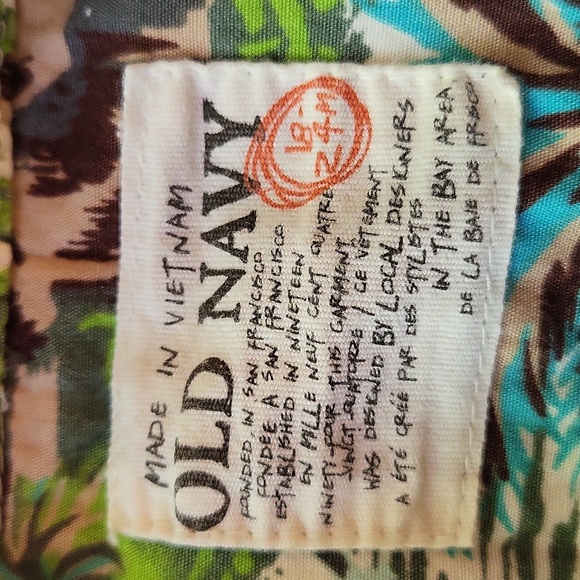 MADE IN VIETNAM
OLD NAVY
18-
24M
FOUNDED IN SAN FRANCISCO
FONDÉE A SAN FRANCISCO
ESTABLISHED IN NINETEEN
EN MILLE NEUF CENT QUATRE
NINETY-FOUR THIS GARMENT
VINGT QUATORZE / CE VÊTEMENT
WAS DESIGNED BY LOCAL DESIGNERS
A ÉTÉ CRÉÉ PAR DES STYLISTES
IN THE BAY AREA
DE LA BAIE DE FRISCO